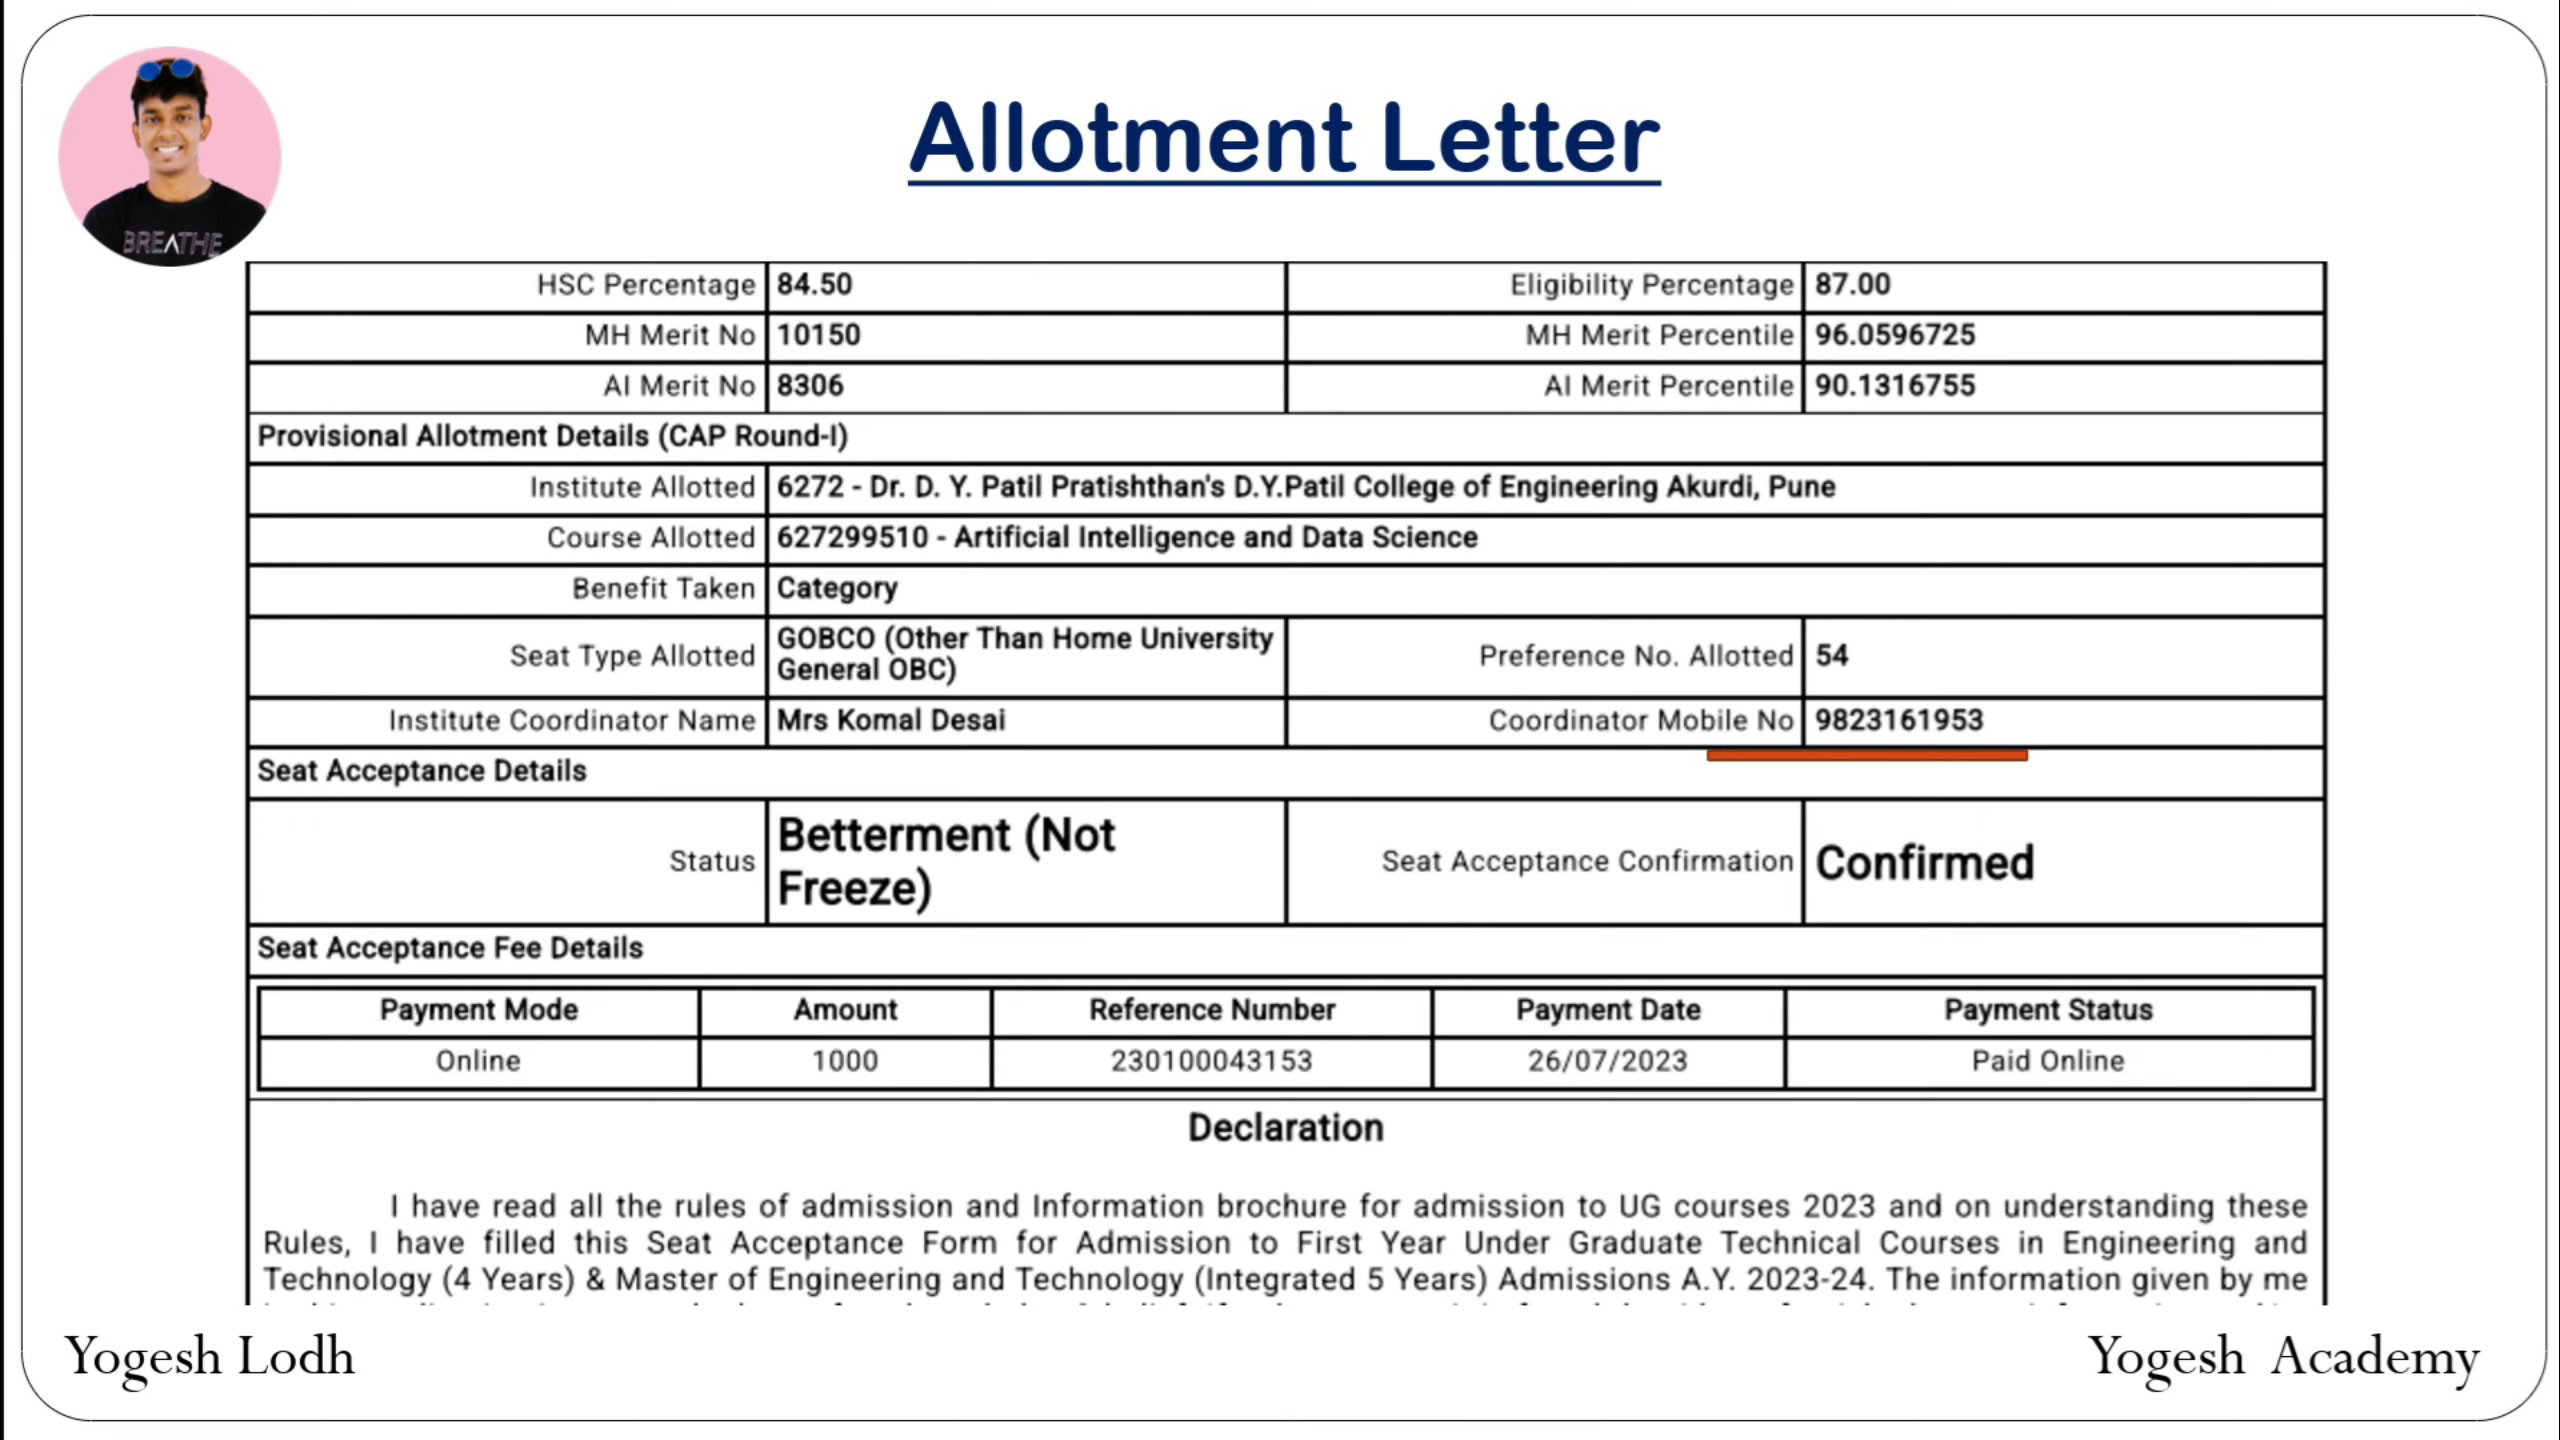 Allotment Letter
BREATHE
HSC Percentage 84.50 Eligibility Percentage 87.00
MH Merit No 10150 MH Merit Percentile 96.0596725
AI Merit No 8306 AI Merit Percentile 90.1316755
Provisional Allotment Details (CAP Round-I)
Institute Allotted 6272 - Dr. D. Y. Patil Pratishthan's D.Y.Patil College of Engineering Akurdi, Pune
Course Allotted 627299510 - Artificial Intelligence and Data Science
Benefit Taken Category
Seat Type Allotted GOBCO (Other Than Home University
General OBC) Preference No. Allotted 54
Institute Coordinator Name Mrs Komal Desai Coordinator Mobile No 9823161953
Seat Acceptance Details
Status Betterment (Not
Freeze) Seat Acceptance Confirmation Confirmed
Seat Acceptance Fee Details
Payment Mode Amount Reference Number Payment Date Payment Status
Online 1000 230100043153 26/07/2023 Paid Online
Declaration
I have read all the rules of admission and Information brochure for admission to UG courses 2023 and on understanding these
Rules, I have filled this Seat Acceptance Form for Admission to First Year Under Graduate Technical Courses in Engineering and
Technology (4 Years) & Master of Engineering and Technology (Integrated 5 Years) Admissions A.Y. 2023-24. The information given by me
Yogesh Lodh
Yogesh Academy